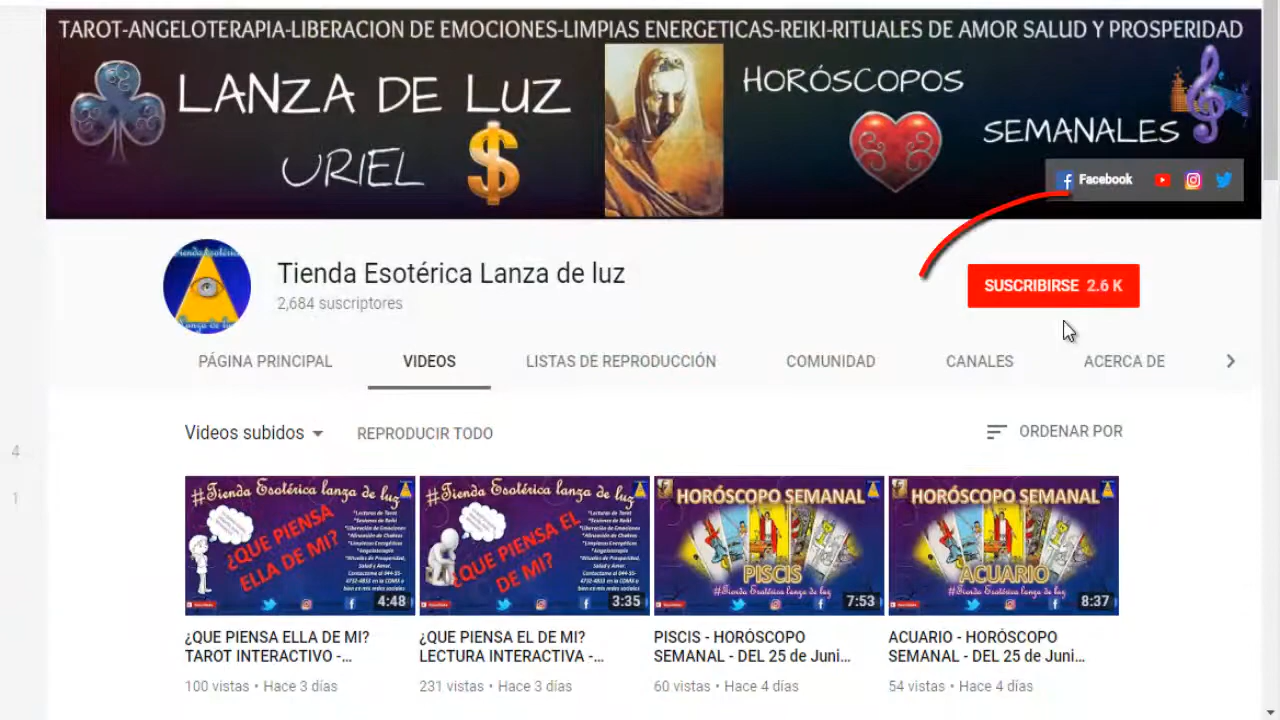 TAROT-ANGELOTERAPIA-LIBERACION DE EMOCIONES-LIMPIAS ENERGETICAS-REIKI-RITUALES DE AMOR SALUD Y PROSPERIDAD
LANZA DE LUZ
URIEL
HORÓSCOPOS
SEMANALES
Facebook
Tienda Esotérica Lanza de luz
2,684 suscriptores
SUSCRIBIRSE 2.6 K
PÁGINA PRINCIPAL VIDEOS LISTAS DE REPRODUCCIÓN COMUNIDAD CANALES ACERCA DE
Videos subidos REPRODUCIR TODO ORDENAR POR
4
1
#Tienda Esotérica lanza de luz
¿QUE PIENSA
ELLA DE MI?
4:48
#Tienda Esotérica lanza de luz
¿QUE PIENSA EL
DE MI?
3:35
HORÓSCOPO SEMANAL
PISCIS
#Tienda Esotérica lanza de luz
7:53
HORÓSCOPO SEMANAL
ACUARIO
#Tienda Esotérica lanza de luz
8:37
¿QUE PIENSA ELLA DE MI?
TAROT INTERACTIVO -...
100 vistas • Hace 3 días
¿QUE PIENSA EL DE MI?
LECTURA INTERACTIVA -...
231 vistas • Hace 3 días
PISCIS - HORÓSCOPO
SEMANAL - DEL 25 de Juni...
60 vistas • Hace 4 días
ACUARIO - HORÓSCOPO
SEMANAL - DEL 25 de Juni...
54 vistas • Hace 4 días